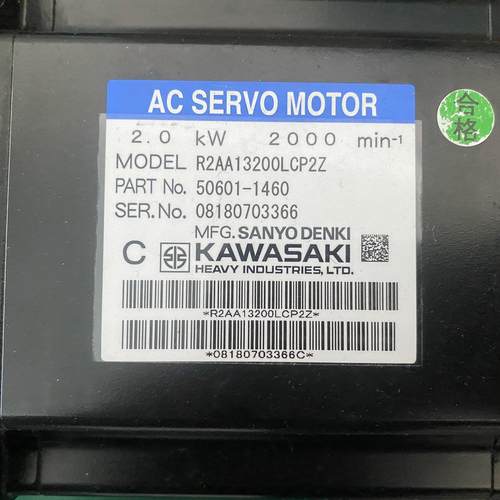 AC SERVO MOTOR
2.0 kW 2000 min-1
MODEL R2AA13200LCP2Z
PART No. 50601-1460
SER.No. 08180703366
MFG. SANYO DENKI
C KAWASAKI
HEAVY INDUSTRIES, LTD.
*R2AA13200LCP2Z*
*08180703366C*
合格